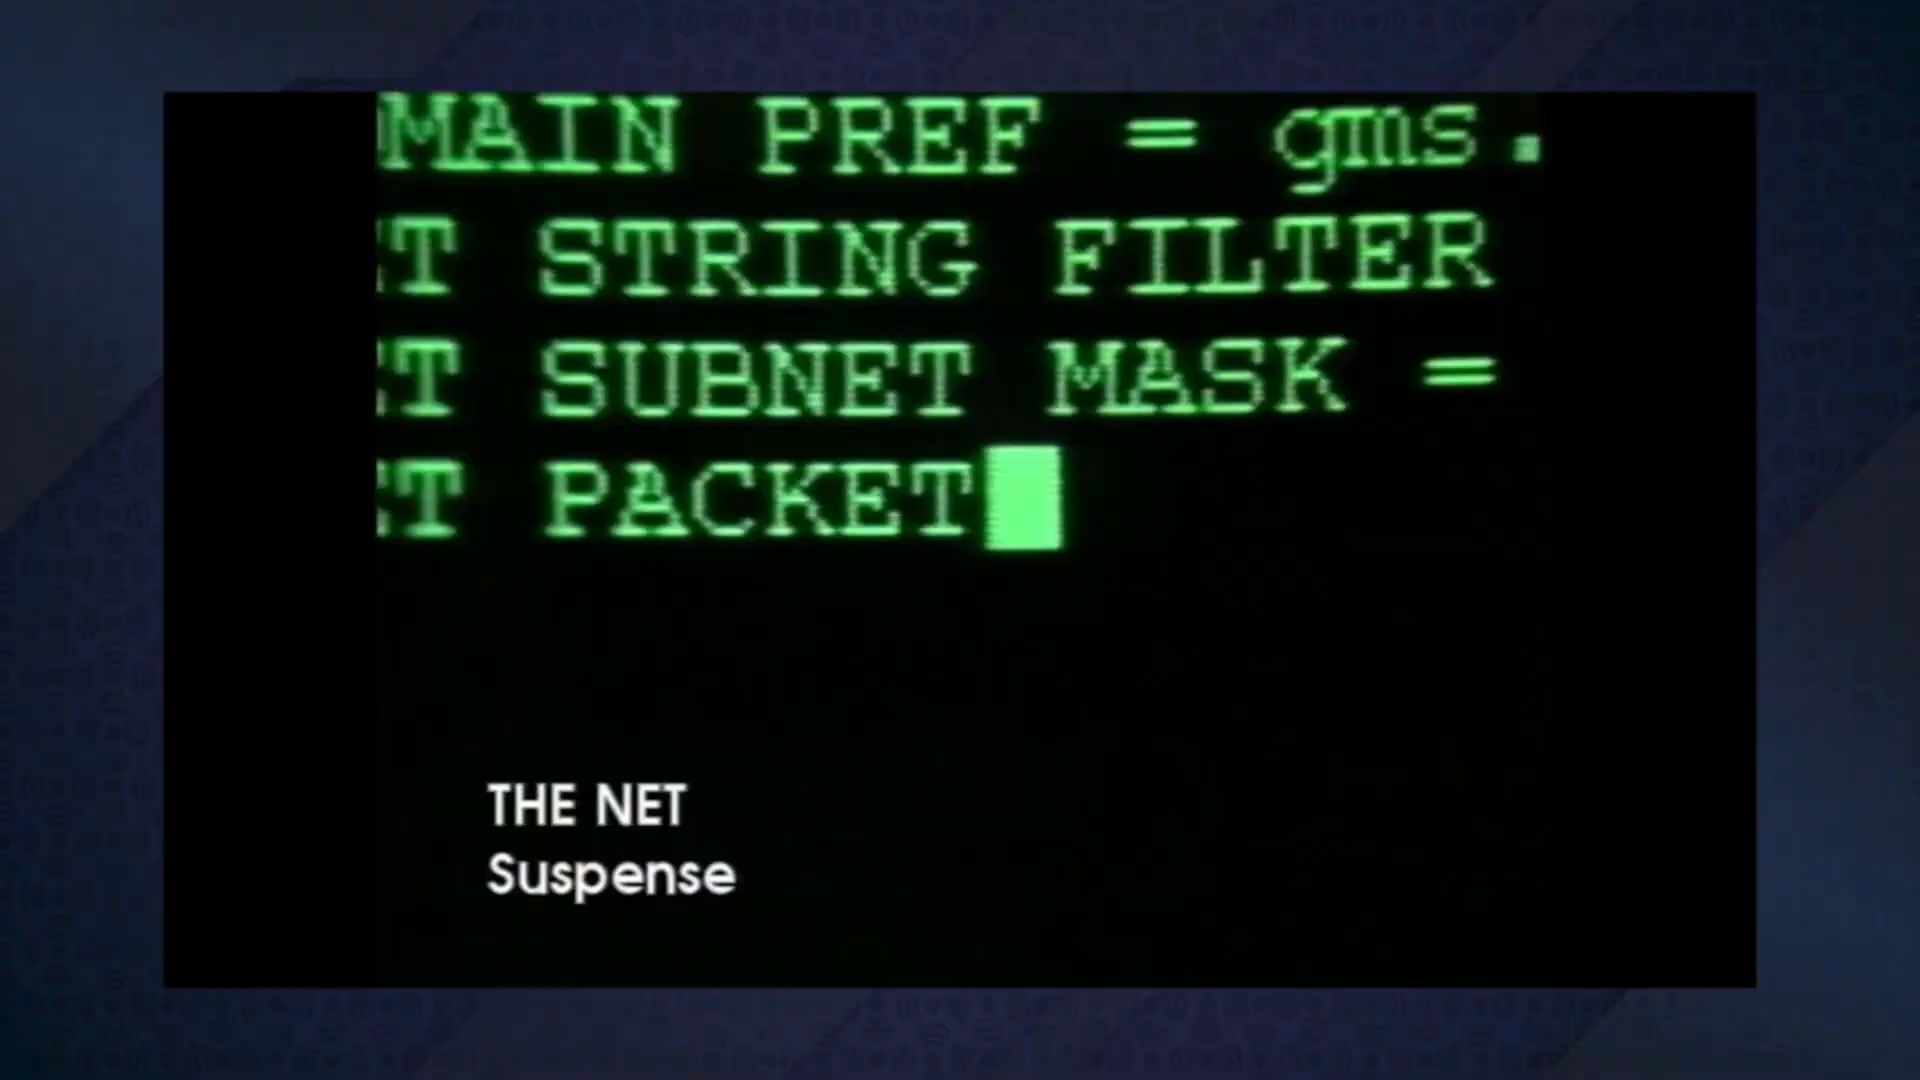 MAIN PREF = gms.
T STRING FILTER
T SUBNET MASK =
T PACKET
THE NET
Suspense